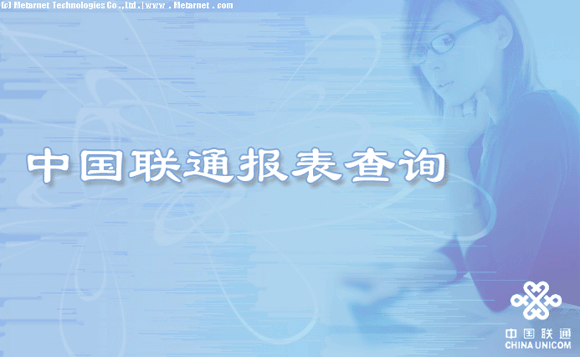 (c) Metarnet Technologies Co.,Ltd.|www．Metarnet．com
中国联通报表查询
中国联通
CHINA UNICOM